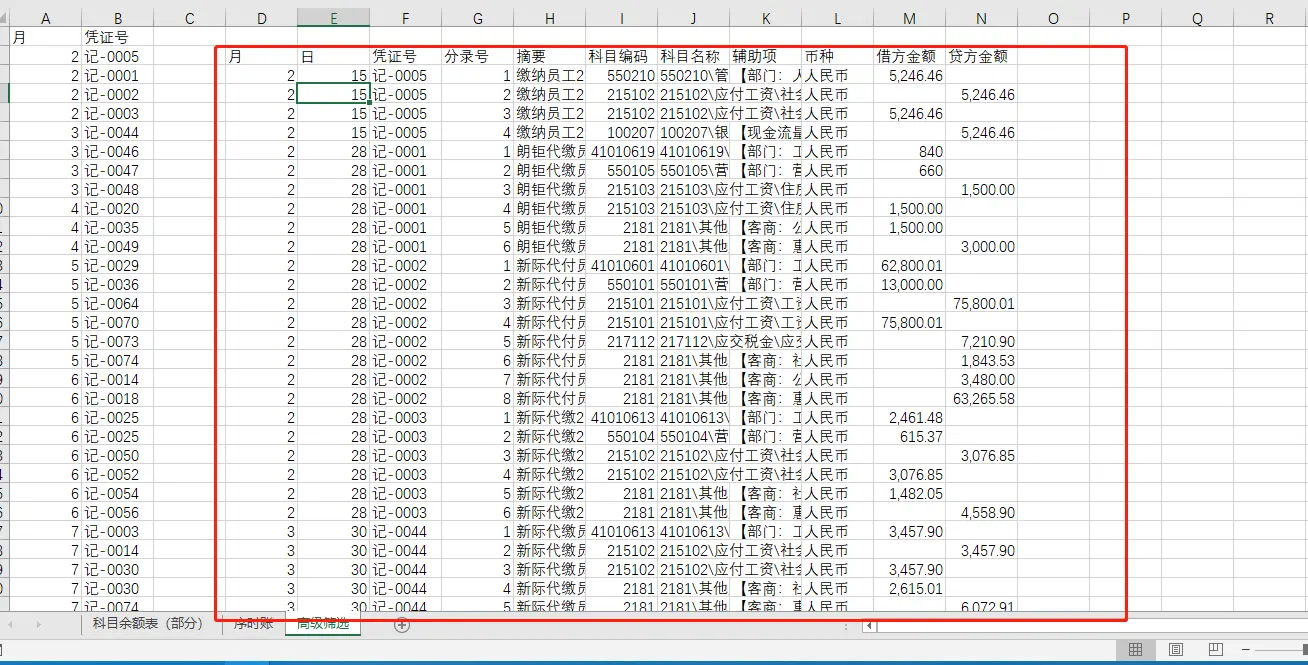 A B C D E F G H I J K L M N O P Q R
月 凭证号
2 记-0005 月 日 凭证号 分录号 摘要 科目编码 科目名称 辅助项 币种 借方金额 贷方金额
2 记-0001 2 15 记-0005 1 缴纳员工2 550210 550210\管 【部门：人 人民币 5,246.46
2 记-0002 2 15 记-0005 2 缴纳员工2 215102 215102\应付工资\社会 人民币 5,246.46
2 记-0003 2 15 记-0005 3 缴纳员工2 215102 215102\应付工资\社会 人民币 5,246.46
3 记-0044 2 15 记-0005 4 缴纳员工2 100207 100207\银 【现金流量 人民币 5,246.46
3 记-0046 2 28 记-0001 1 朗钜代缴员 41010619 41010619\ 【部门：工 人民币 840
3 记-0047 2 28 记-0001 2 朗钜代缴员 550105 550105\营 【部门：营 人民币 660
3 记-0048 2 28 记-0001 3 朗钜代缴员 215103 215103\应付工资\住房 人民币 1,500.00
4 记-0020 2 28 记-0001 4 朗钜代缴员 215103 215103\应付工资\住房 人民币 1,500.00
4 记-0035 2 28 记-0001 5 朗钜代缴员 2181 2181\其他 【客商：公 人民币 1,500.00
4 记-0049 2 28 记-0001 6 朗钜代缴员 2181 2181\其他 【客商：惠 人民币 3,000.00
5 记-0029 2 28 记-0002 1 新际代付员 41010601 41010601\ 【部门：工 人民币 62,800.01
5 记-0036 2 28 记-0002 2 新际代付员 550101 550101\营 【部门：营 人民币 13,000.00
5 记-0064 2 28 记-0002 3 新际代付员 215101 215101\应付工资\工资 人民币 75,800.01
5 记-0070 2 28 记-0002 4 新际代付员 215101 215101\应付工资\工资 人民币 75,800.01
5 记-0073 2 28 记-0002 5 新际代付员 217112 217112\应交税金\应交 人民币 7,210.90
5 记-0074 2 28 记-0002 6 新际代付员 2181 2181\其他 【客商：社 人民币 1,843.53
6 记-0014 2 28 记-0002 7 新际代付员 2181 2181\其他 【客商：公 人民币 3,480.00
6 记-0018 2 28 记-0002 8 新际代付员 2181 2181\其他 【客商：惠 人民币 63,265.58
6 记-0025 2 28 记-0003 1 新际代缴2 41010613 41010613\ 【部门：工 人民币 2,461.48
6 记-0025 2 28 记-0003 2 新际代缴2 550104 550104\营 【部门：营 人民币 615.37
6 记-0050 2 28 记-0003 3 新际代缴2 215102 215102\应付工资\社会 人民币 3,076.85
6 记-0052 2 28 记-0003 4 新际代缴2 215102 215102\应付工资\社会 人民币 3,076.85
6 记-0054 2 28 记-0003 5 新际代缴2 2181 2181\其他 【客商：社 人民币 1,482.05
6 记-0056 2 28 记-0003 6 新际代缴2 2181 2181\其他 【客商：惠 人民币 4,558.90
7 记-0003 3 30 记-0044 1 新际代缴员 41010613 41010613\ 【部门：工 人民币 3,457.90
7 记-0014 3 30 记-0044 2 新际代缴员 215102 215102\应付工资\社会 人民币 3,457.90
7 记-0030 3 30 记-0044 3 新际代缴员 215102 215102\应付工资\社会 人民币 3,457.90
7 记-0030 3 30 记-0044 4 新际代缴员 2181 2181\其他 【客商：社 人民币 2,615.01
7 记-0074 3 30 记-0044 5 新际代缴员 2181 2181\其他 【客商：惠 人民币 6,072.91
科目余额表（部分） 序时账 高级筛选